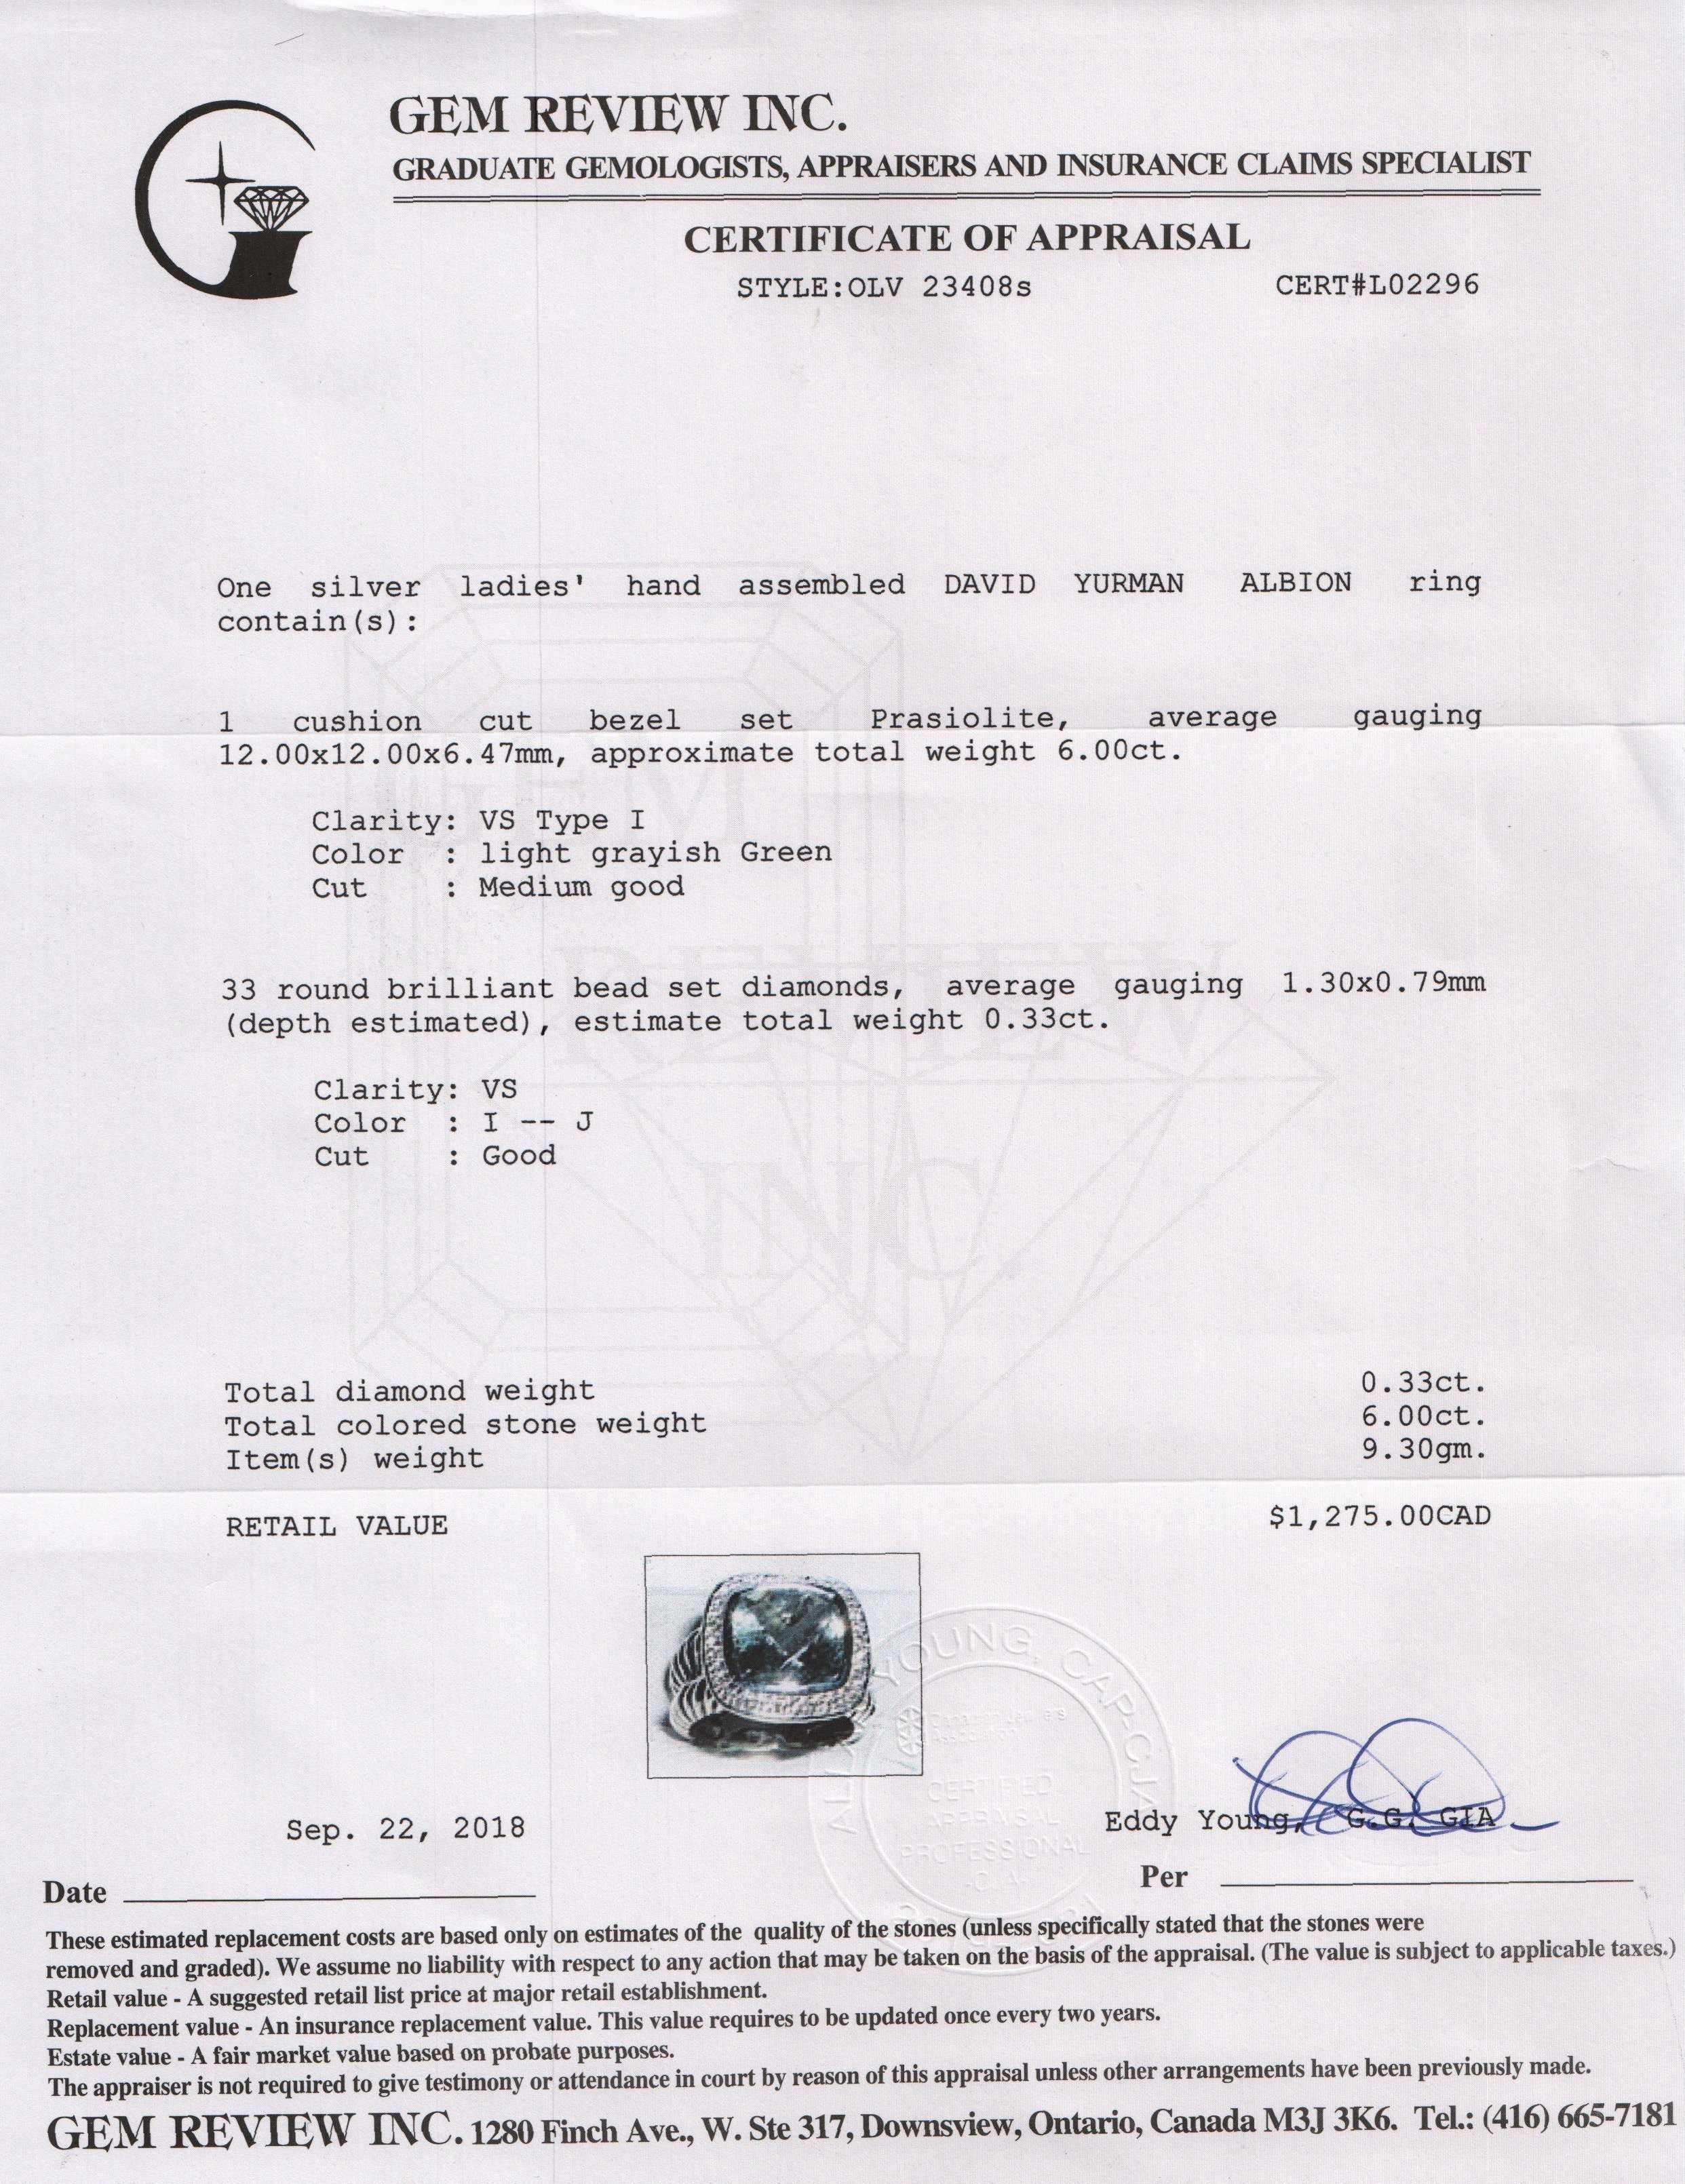 GEM REVIEW INC.
GRADUATE GEMOLOGISTS, APPRAISERS AND INSURANCE CLAIMS SPECIALIST
CERTIFICATE OF APPRAISAL
STYLE:OLV 23408s CERT#L02296
One silver ladies' hand assembled DAVID YURMAN ALBION ring
contain(s):
1 cushion cut bezel set Prasiolite, average gauging
12.00x12.00x6.47mm, approximate total weight 6.00ct.
Clarity: VS Type I
Color : light grayish Green
Cut : Medium good
33 round brilliant bead set diamonds, average gauging 1.30x0.79mm
(depth estimated), estimate total weight 0.33ct.
Clarity: VS
Color : I -- J
Cut : Good
GEM
REVIEW
INC.
Total diamond weight 0.33ct.
Total colored stone weight 6.00ct.
Item(s) weight 9.30gm.
RETAIL VALUE $1,275.00CAD
YOUNG, CAP-CJA
CERTIFIED
APPRAISAL
PROFESSIONAL
Sep. 22, 2018
Eddy Young, G.G. GIA
Date
Per
These estimated replacement costs are based only on estimates of the quality of the stones (unless specifically stated that the stones were
removed and graded). We assume no liability with respect to any action that may be taken on the basis of the appraisal. (The value is subject to applicable taxes.)
Retail value - A suggested retail list price at major retail establishment.
Replacement value - An insurance replacement value. This value requires to be updated once every two years.
Estate value - A fair market value based on probate purposes.
The appraiser is not required to give testimony or attendance in court by reason of this appraisal unless other arrangements have been previously made.
GEM REVIEW INC. 1280 Finch Ave., W. Ste 317, Downsview, Ontario, Canada M3J 3K6. Tel.: (416) 665-7181